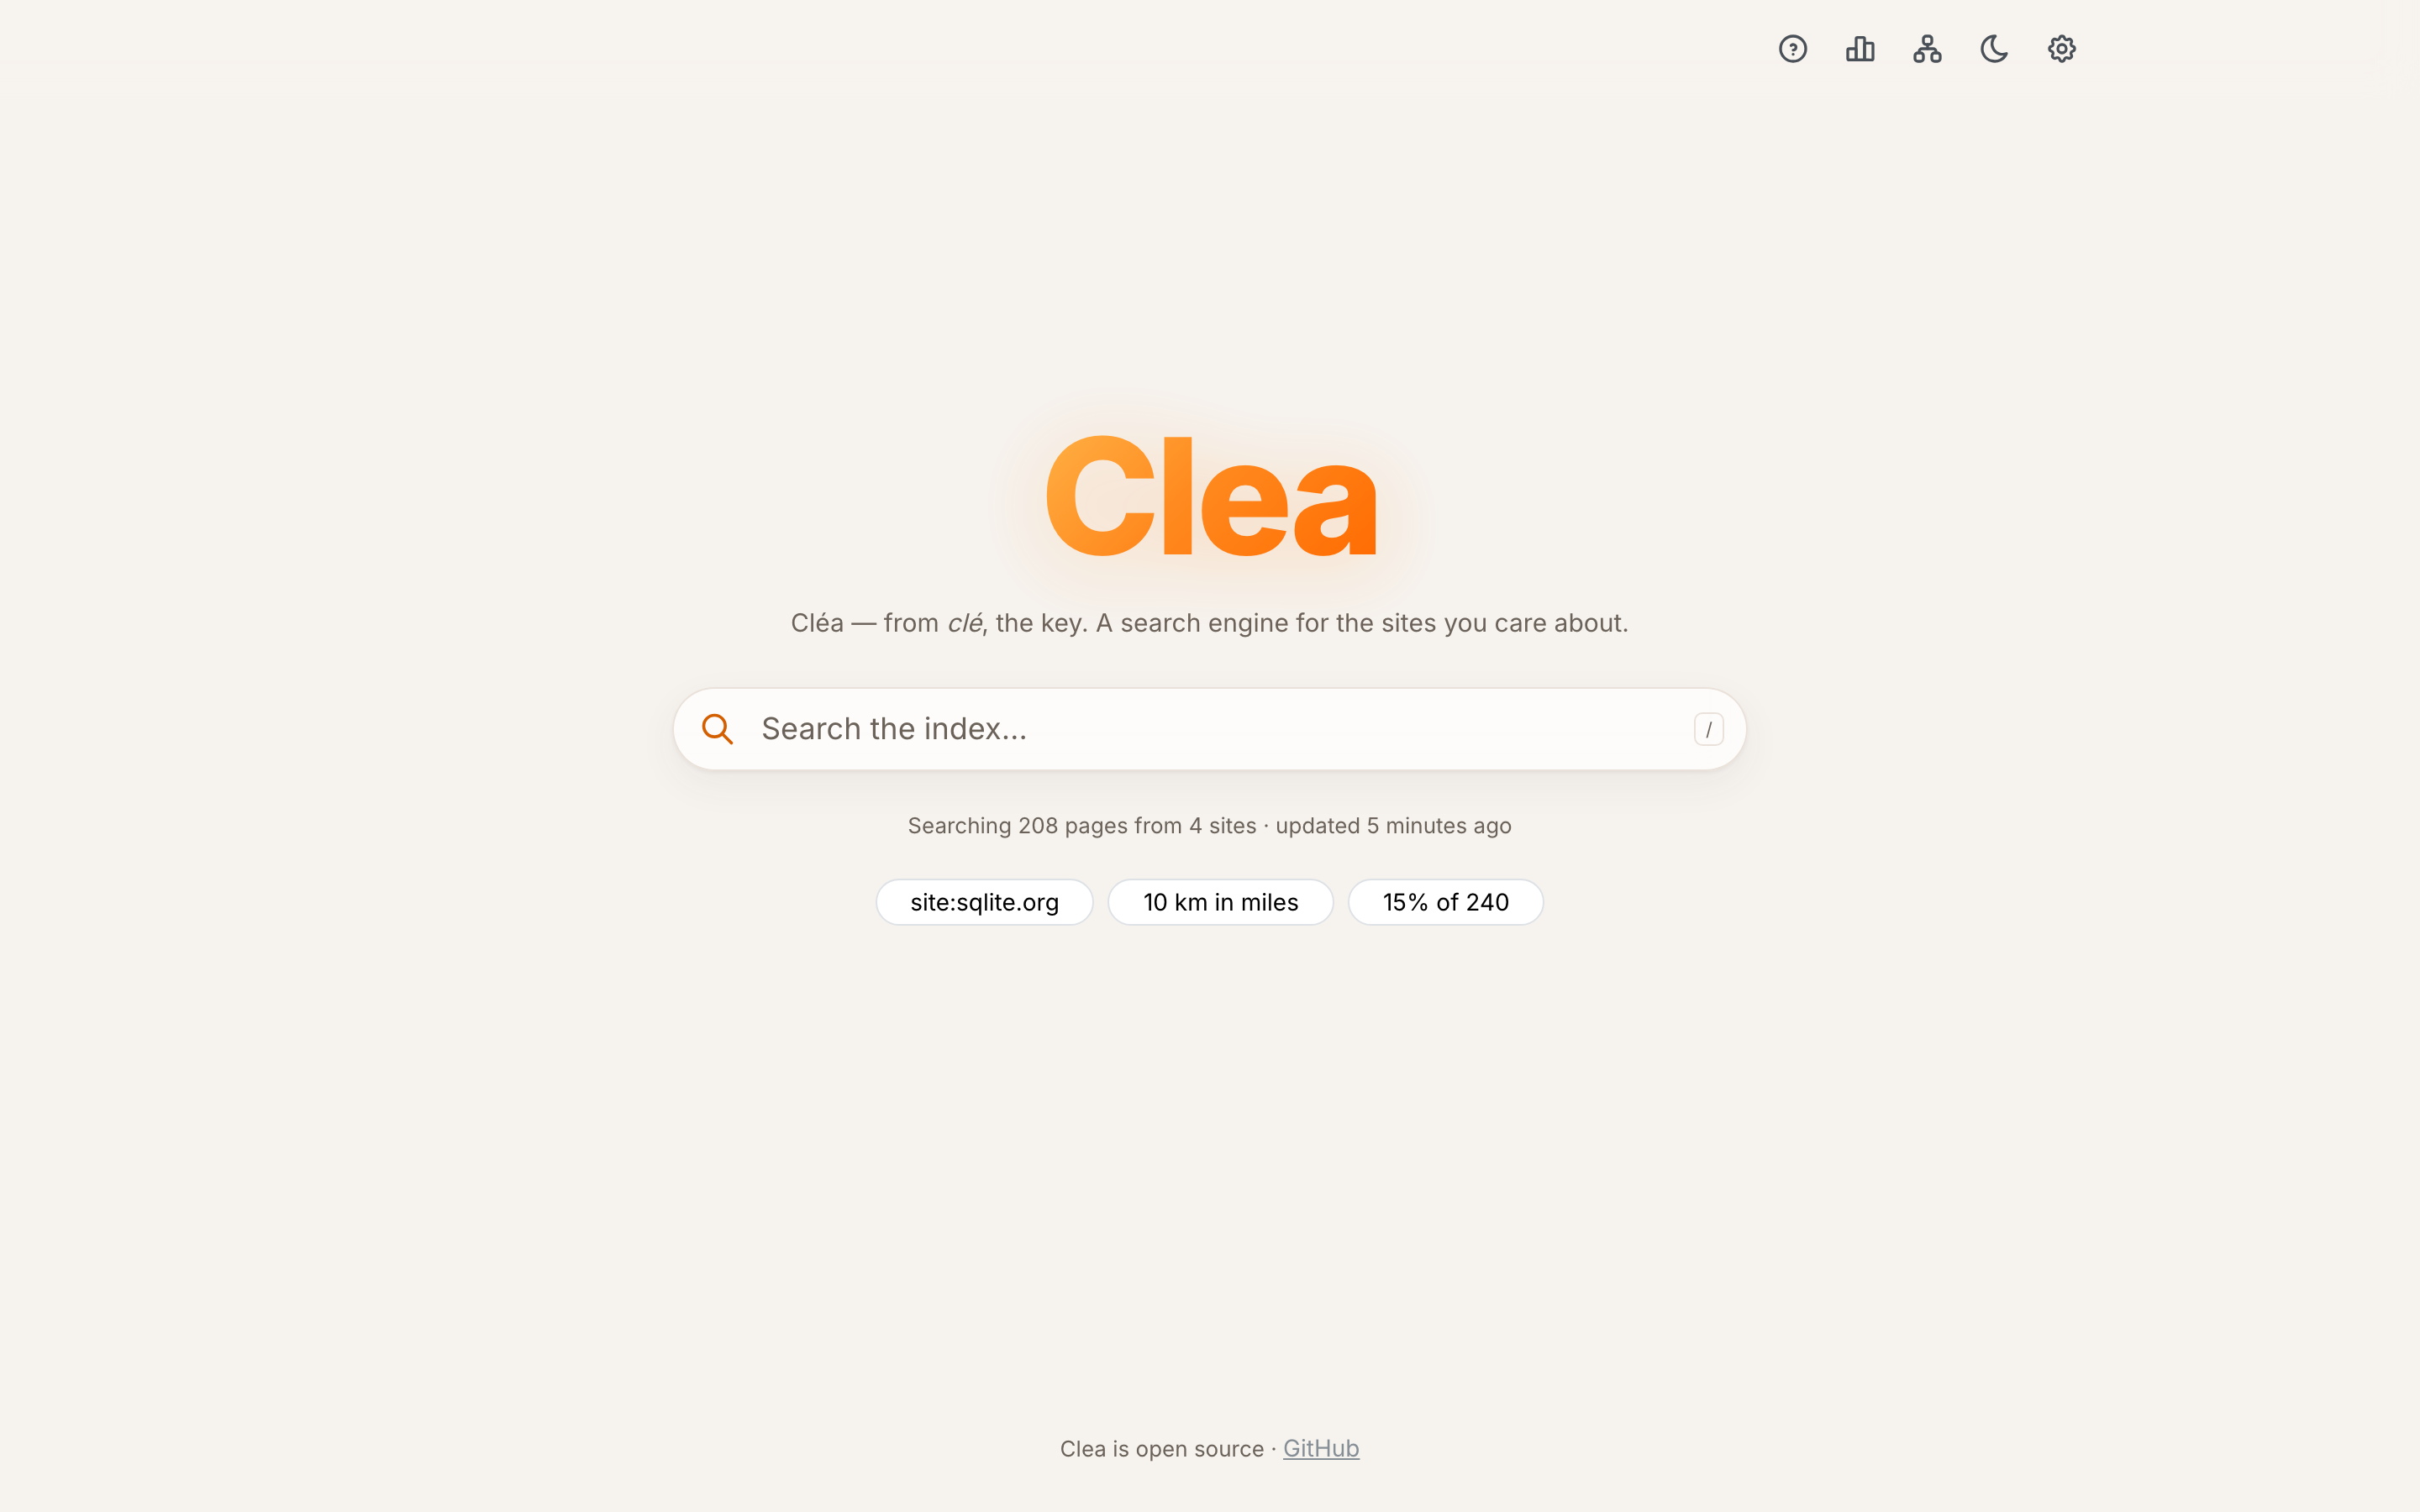 Clea
Cléa — from clé, the key. A search engine for the sites you care about.
Search the index...
/
Searching 208 pages from 4 sites · updated 5 minutes ago
site:sqlite.org
10 km in miles
15% of 240
Clea is open source · GitHub